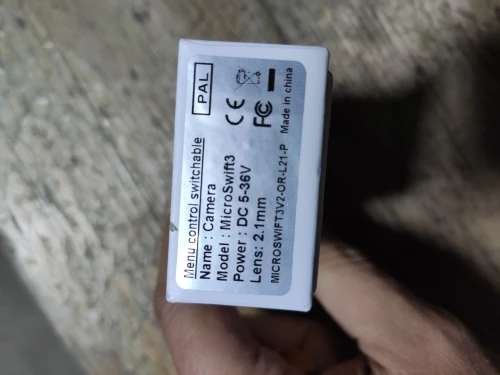 Menu control switchable
PAL
Name : Camera
Model : MicroSwift3
Power : DC 5-36V
CE
Lens: 2.1mm
FC
MICROSWIFT3V2-OR-L21-P
Made in china